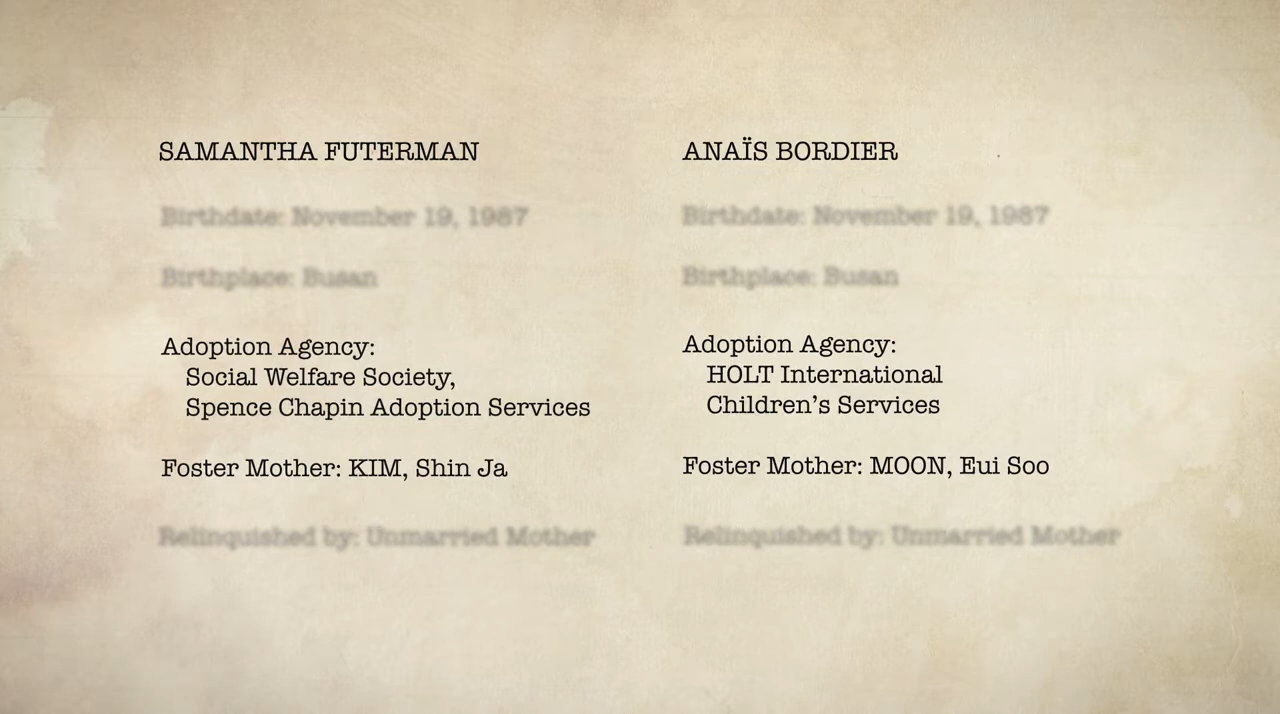 SAMANTHA FUTERMAN
Birthdate: November 19, 1987
Birthplace: Busan
Adoption Agency:
Social Welfare Society,
Spence Chapin Adoption Services
Foster Mother: KIM, Shin Ja
Relinquished by: Unmarried Mother
ANAÏS BORDIER
Birthdate: November 19, 1987
Birthplace: Busan
Adoption Agency:
HOLT International
Children's Services
Foster Mother: MOON, Eui Soo
Relinquished by: Unmarried Mother